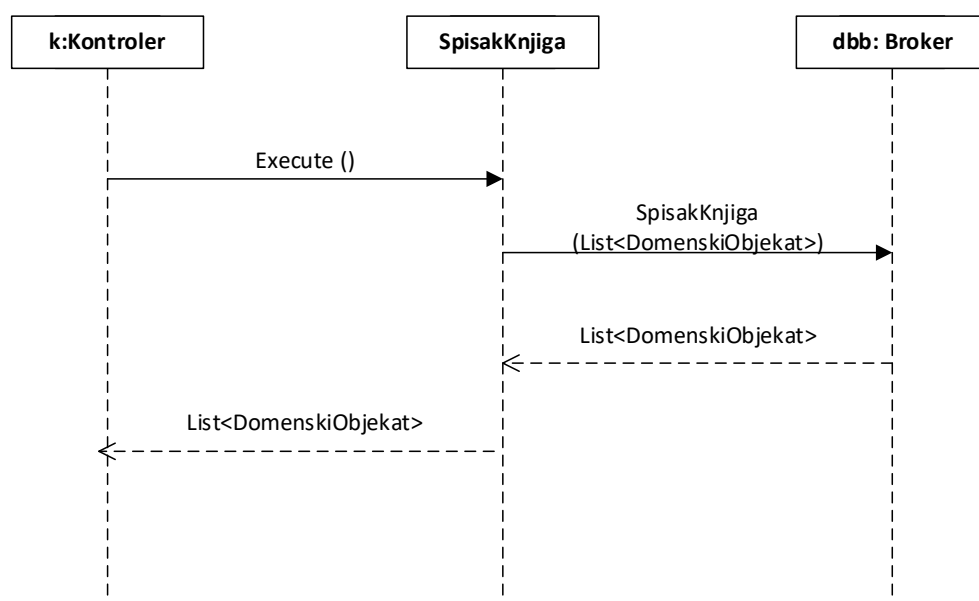 k:Kontroler
SpisakKnjiga
dbb: Broker
Execute ()
SpisakKnjiga
(List<DomenskiObjekat>)
List<DomenskiObjekat>
List<DomenskiObjekat>